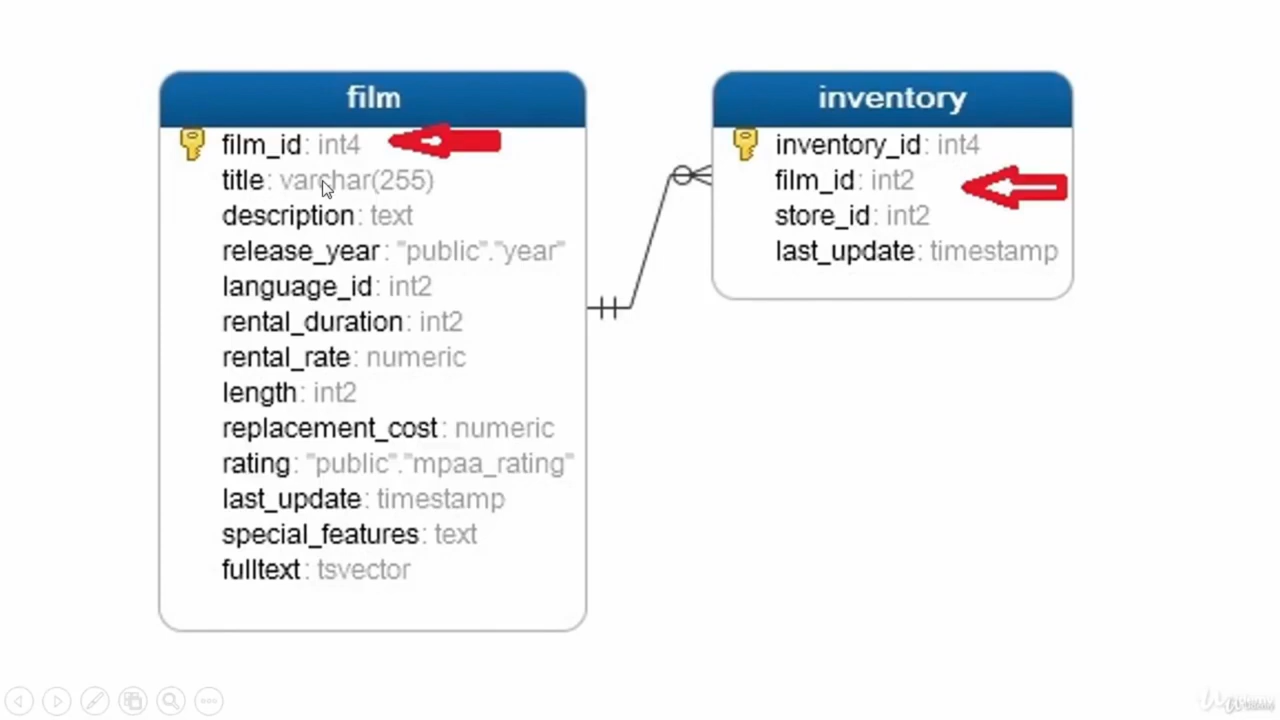 film
film_id: int4
title: varchar(255)
description: text
release_year: "public"."year"
language_id: int2
rental_duration: int2
rental_rate: numeric
length: int2
replacement_cost: numeric
rating: "public"."mpaa_rating"
last_update: timestamp
special_features: text
fulltext: tsvector
inventory
inventory_id: int4
film_id: int2
store_id: int2
last_update: timestamp